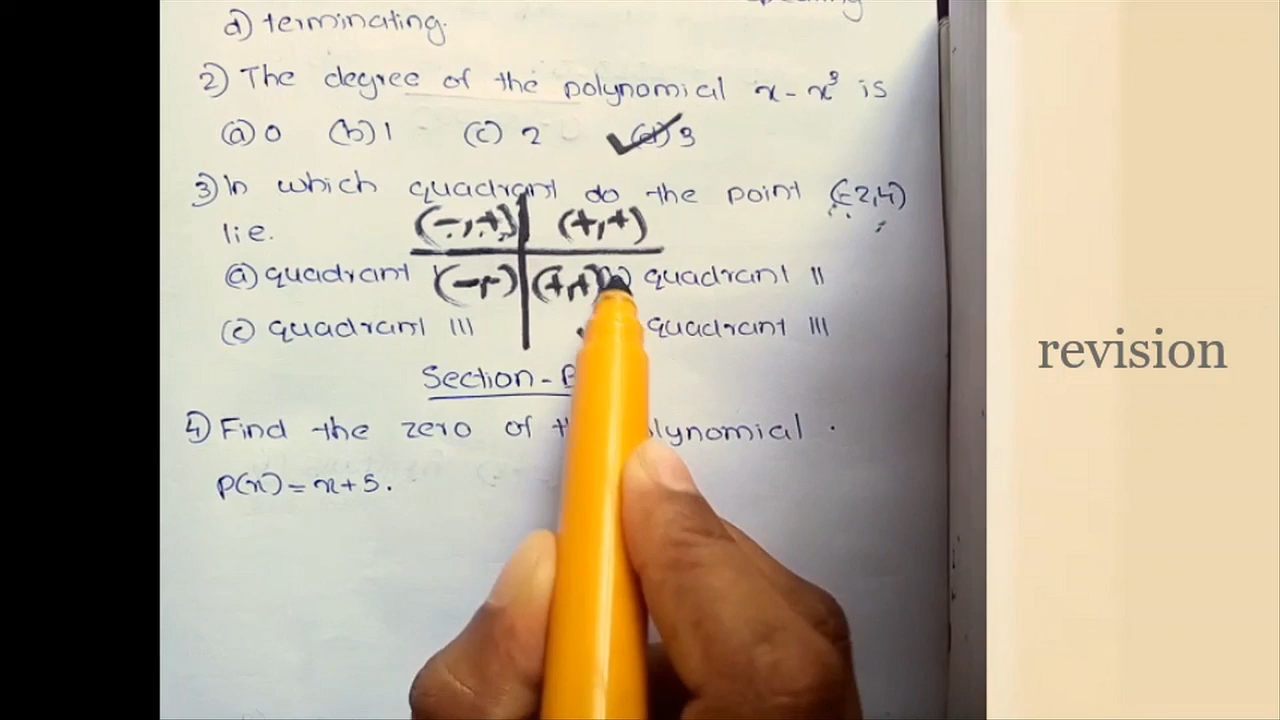 d) terminating.
2) The degree of the polynomial x - x³ is
(a) 0 (b) 1 (c) 2 (d) 3
3) In which quadrant do the point (-2,4)
lie.
(-,+) (+,+)
(a) quadrant quadrant II
(-,-)
(c) quadrant III quadrant III
Section - B
4) Find the zero of polynomial.
P(x) = x + 5.
revision